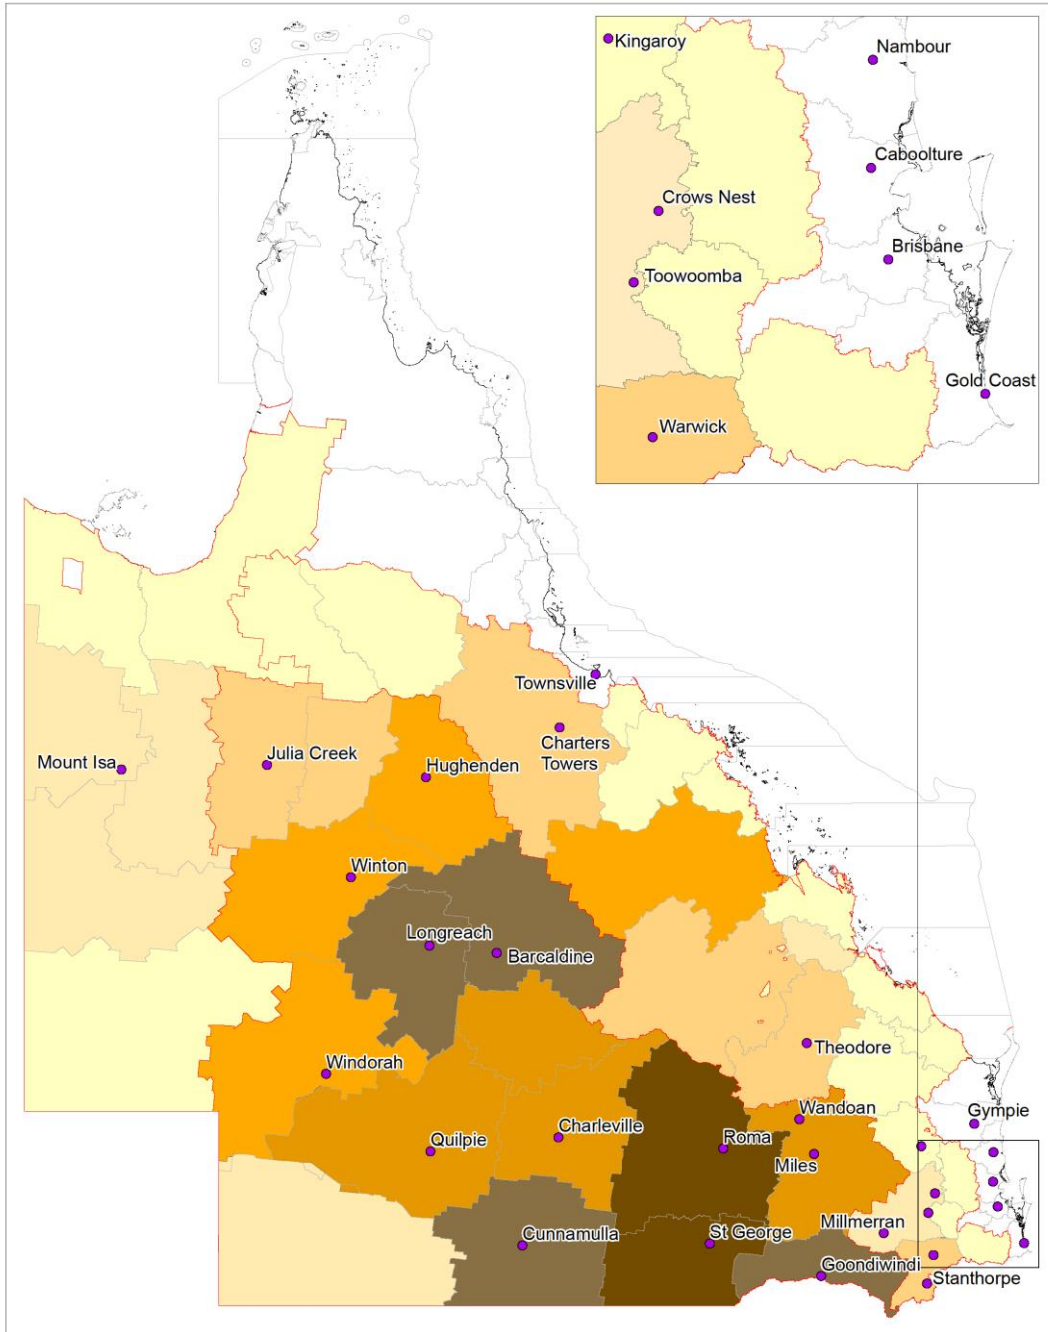 Kingaroy
Nambour
Caboolture
Crows Nest
Brisbane
Toowoomba
Gold Coast
Warwick
Townsville
Charters
Towers
Mount Isa
Julia Creek
Hughenden
Winton
Longreach
Barcaldine
Theodore
Windorah
Wandoan
Gympie
Charleville
Quilpie
Roma
Miles
Millmerran
Cunnamulla
St George
Goondiwindi
Stanthorpe